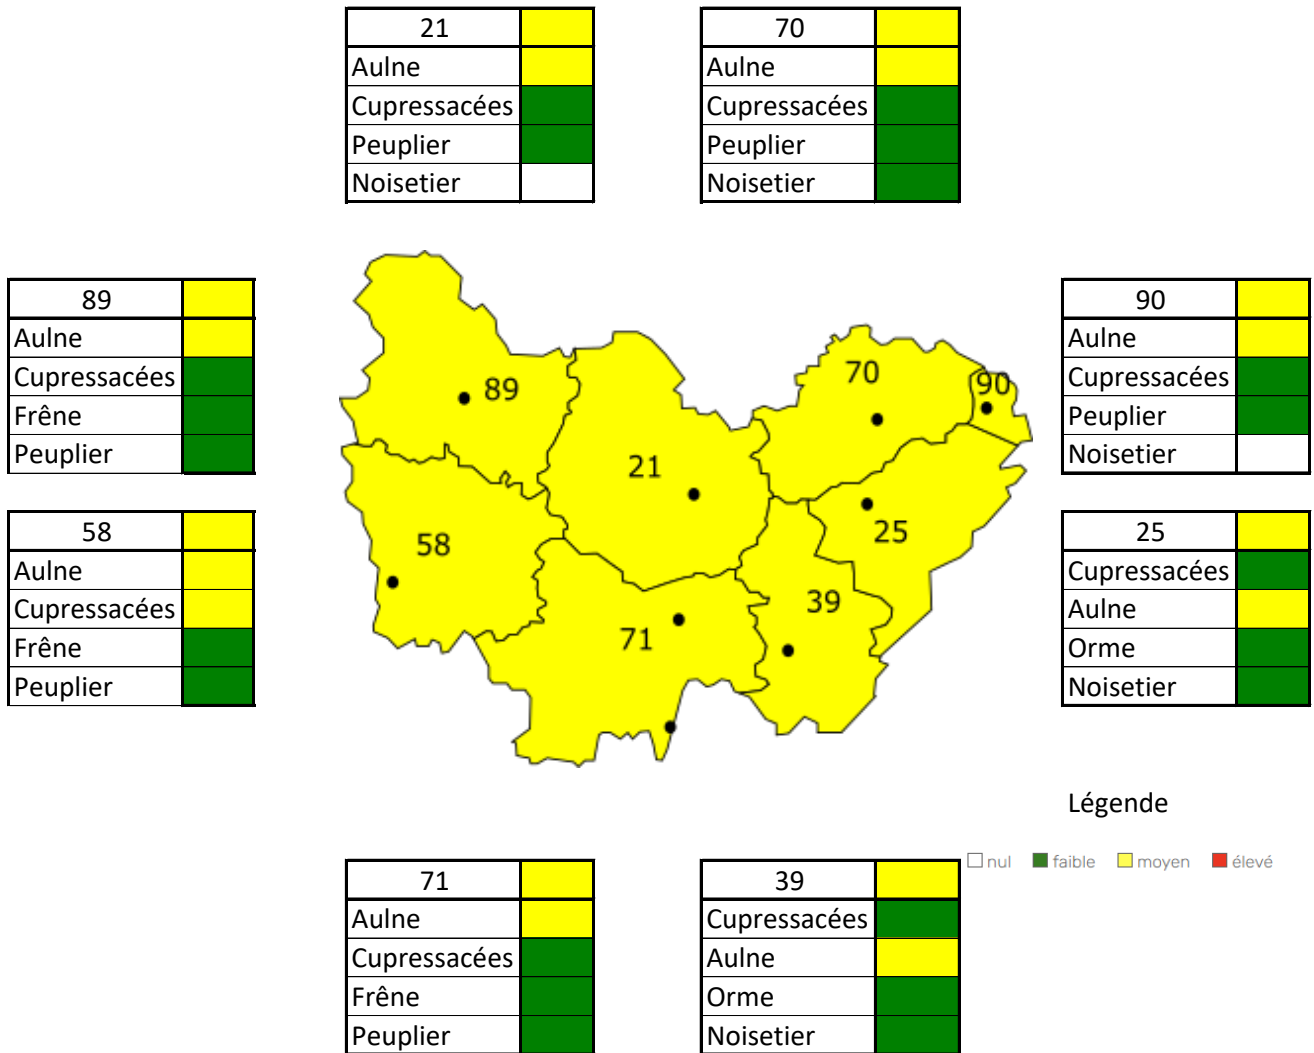 21
Aulne
Cupressacées
Peuplier
Noisetier
70
Aulne
Cupressacées
Peuplier
Noisetier
89
Aulne
Cupressacées
Frêne
Peuplier
58
Aulne
Cupressacées
Frêne
Peuplier
89
21
70
90
58
25
71
39
90
Aulne
Cupressacées
Peuplier
Noisetier
25
Cupressacées
Aulne
Orme
Noisetier
Légende
nul faible moyen élevé
71
Aulne
Cupressacées
Frêne
Peuplier
39
Cupressacées
Aulne
Orme
Noisetier